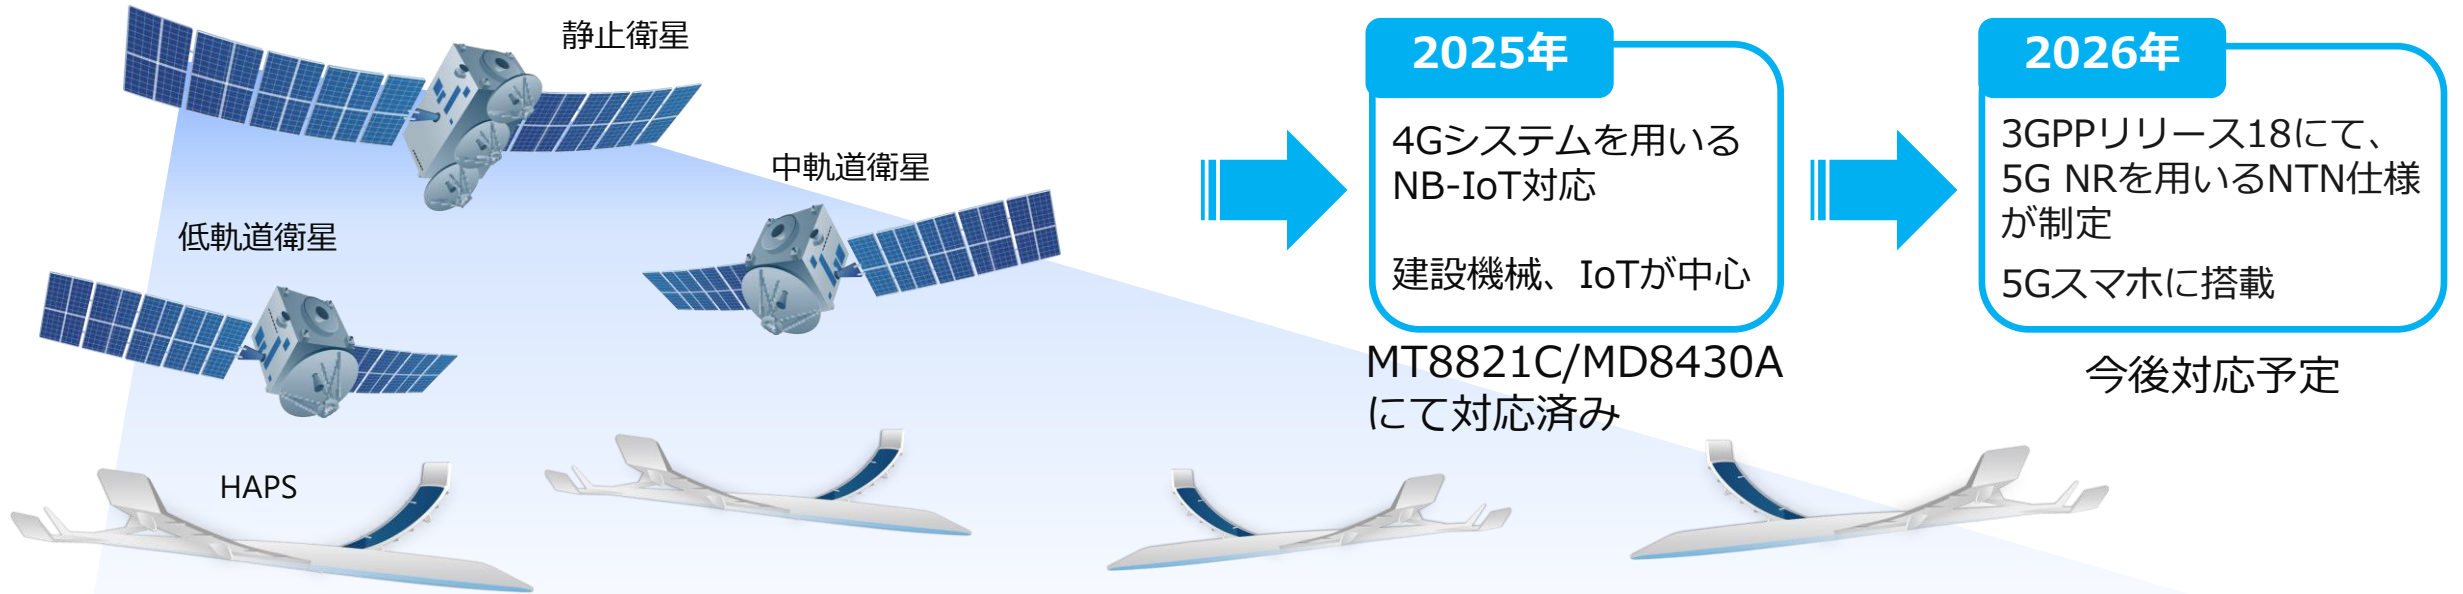 静止衛星
中軌道衛星
低軌道衛星
HAPS
2025年
4Gシステムを用いる
NB-IoT対応
建設機械、IoTが中心
MT8821C/MD8430A
にて対応済み
2026年
3GPPリリース18にて、
5G NRを用いるNTN仕様
が制定
5Gスマホに搭載
今後対応予定